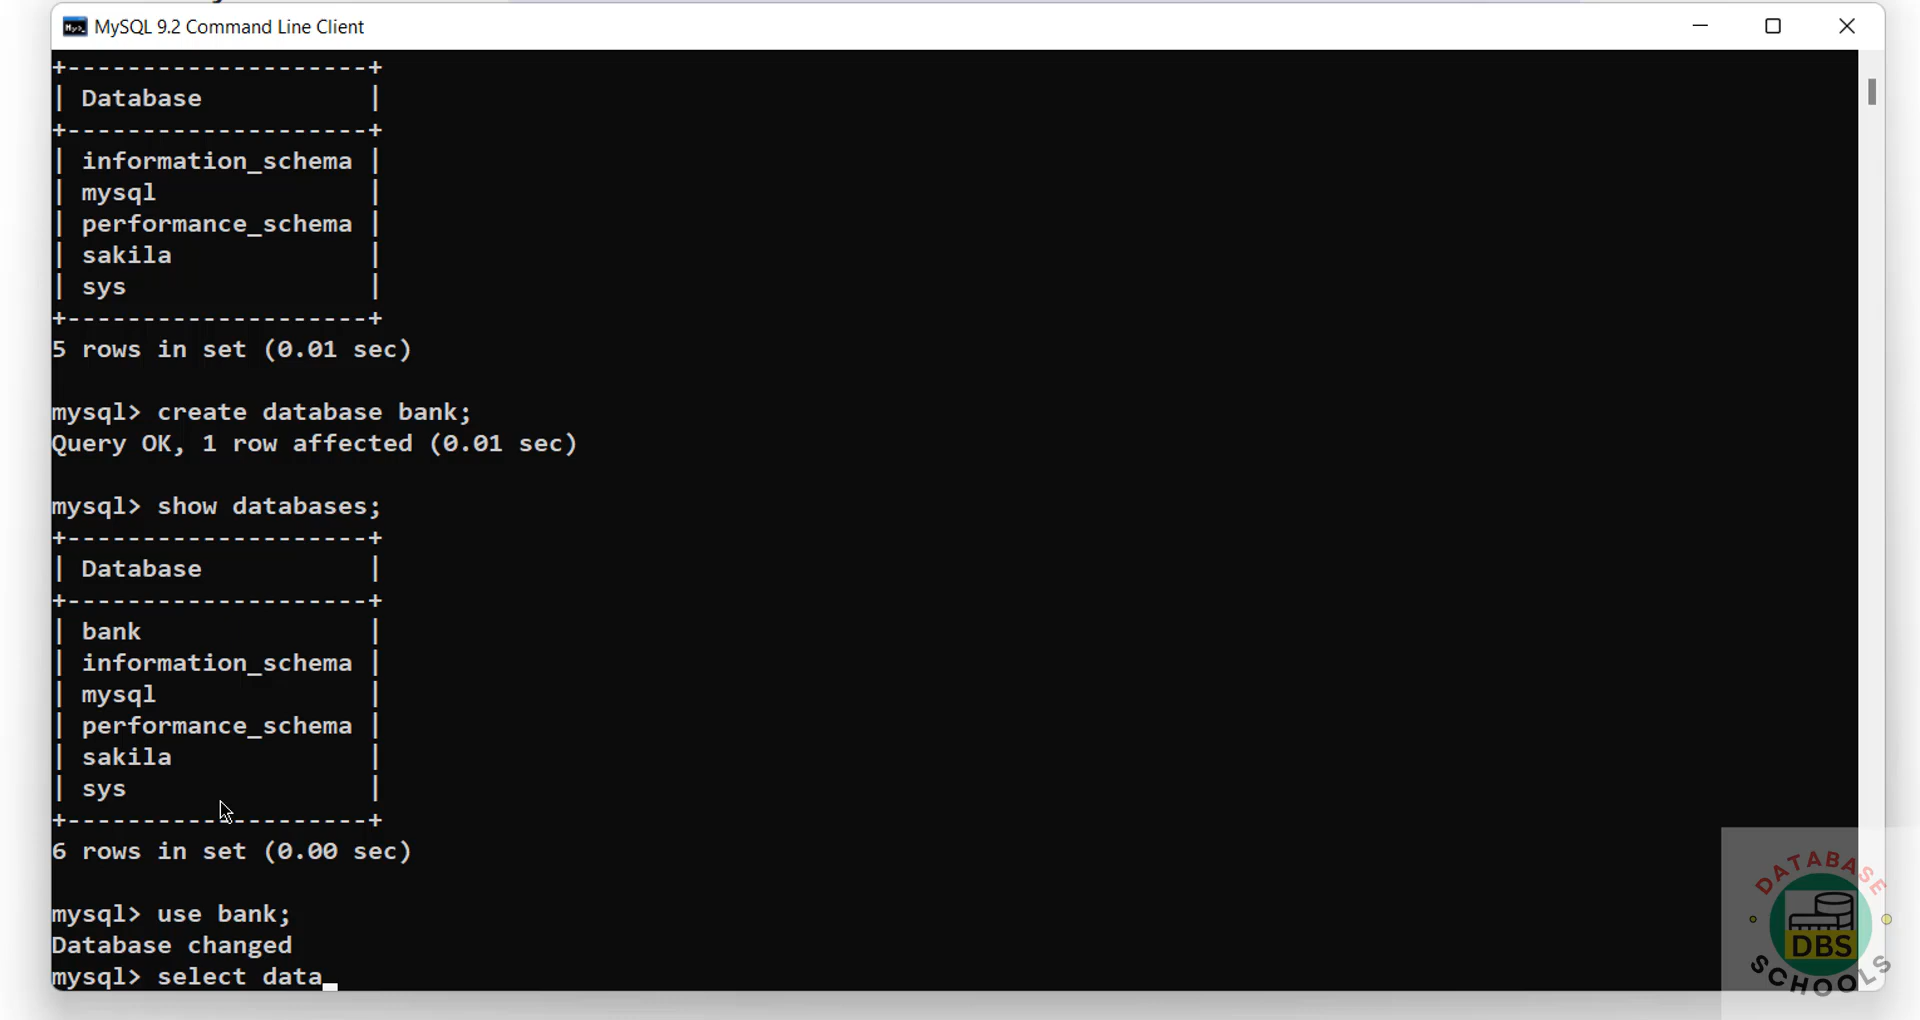 MySQL 9.2 Command Line Client
+--------------------+
| Database           |
+--------------------+
| information_schema |
| mysql              |
| performance_schema |
| sakila             |
| sys                |
+--------------------+
5 rows in set (0.01 sec)
mysql> create database bank;
Query OK, 1 row affected (0.01 sec)
mysql> show databases;
+--------------------+
| Database           |
+--------------------+
| bank               |
| information_schema |
| mysql              |
| performance_schema |
| sakila             |
| sys                |
+--------------------+
6 rows in set (0.00 sec)
mysql> use bank;
Database changed
mysql> select data
DATABASE
DBS
SCHOOLS